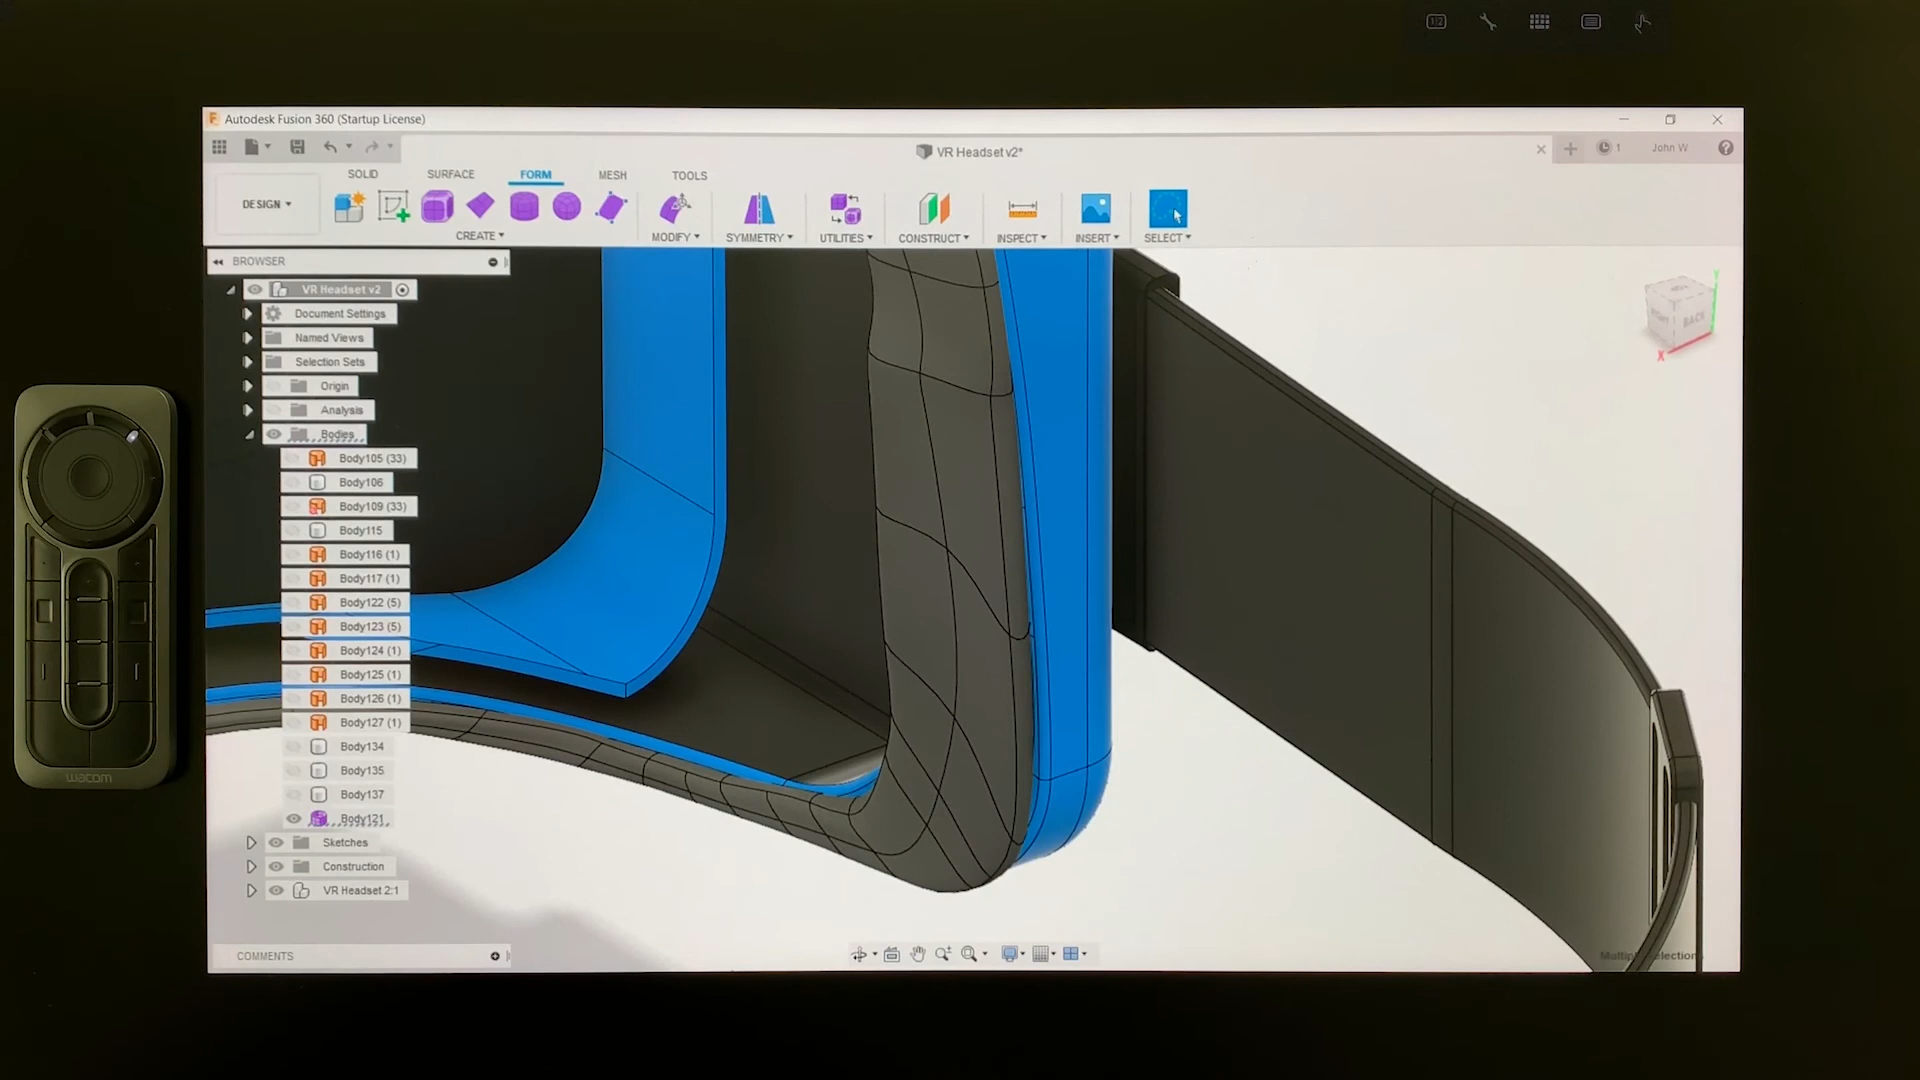 1|2
Autodesk Fusion 360 (Startup License)
VR Headset v2*
1
John W
?
DESIGN
SOLID
SURFACE
FORM
MESH
TOOLS
CREATE
MODIFY
SYMMETRY
UTILITIES
CONSTRUCT
INSPECT
INSERT
SELECT
BROWSER
VR Headset v2
Document Settings
Named Views
Selection Sets
Origin
Analysis
Bodies
Body105 (33)
Body106
Body109 (33)
Body115
Body116 (1)
Body117 (1)
Body122 (5)
Body123 (5)
Body124 (1)
Body125 (1)
Body126 (1)
Body127 (1)
Body134
Body135
Body137
Body121
Sketches
Construction
VR Headset 2:1
COMMENTS
BACK
Y
X
wacom